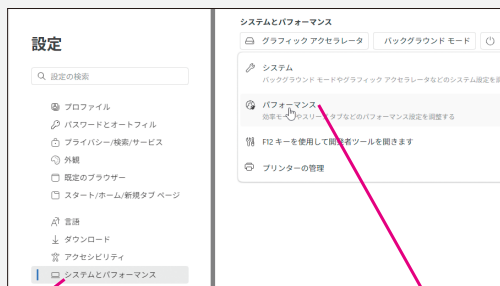 設定
設定の検索
プロファイル
パスワードとオートフィル
プライバシー/検索/サービス
外観
既定のブラウザー
スタート/ホーム/新規タブ ページ
言語
ダウンロード
アクセシビリティ
システムとパフォーマンス
システムとパフォーマンス
グラフィック アクセラレータ
バックグラウンド モード
システム
バックグラウンド モードやグラフィック アクセラレータなどのシステム設定を
パフォーマンス
効率モードやスリープ タブなどのパフォーマンス設定を調整する
F12 キーを使用して開発者ツールを開きます
プリンターの管理